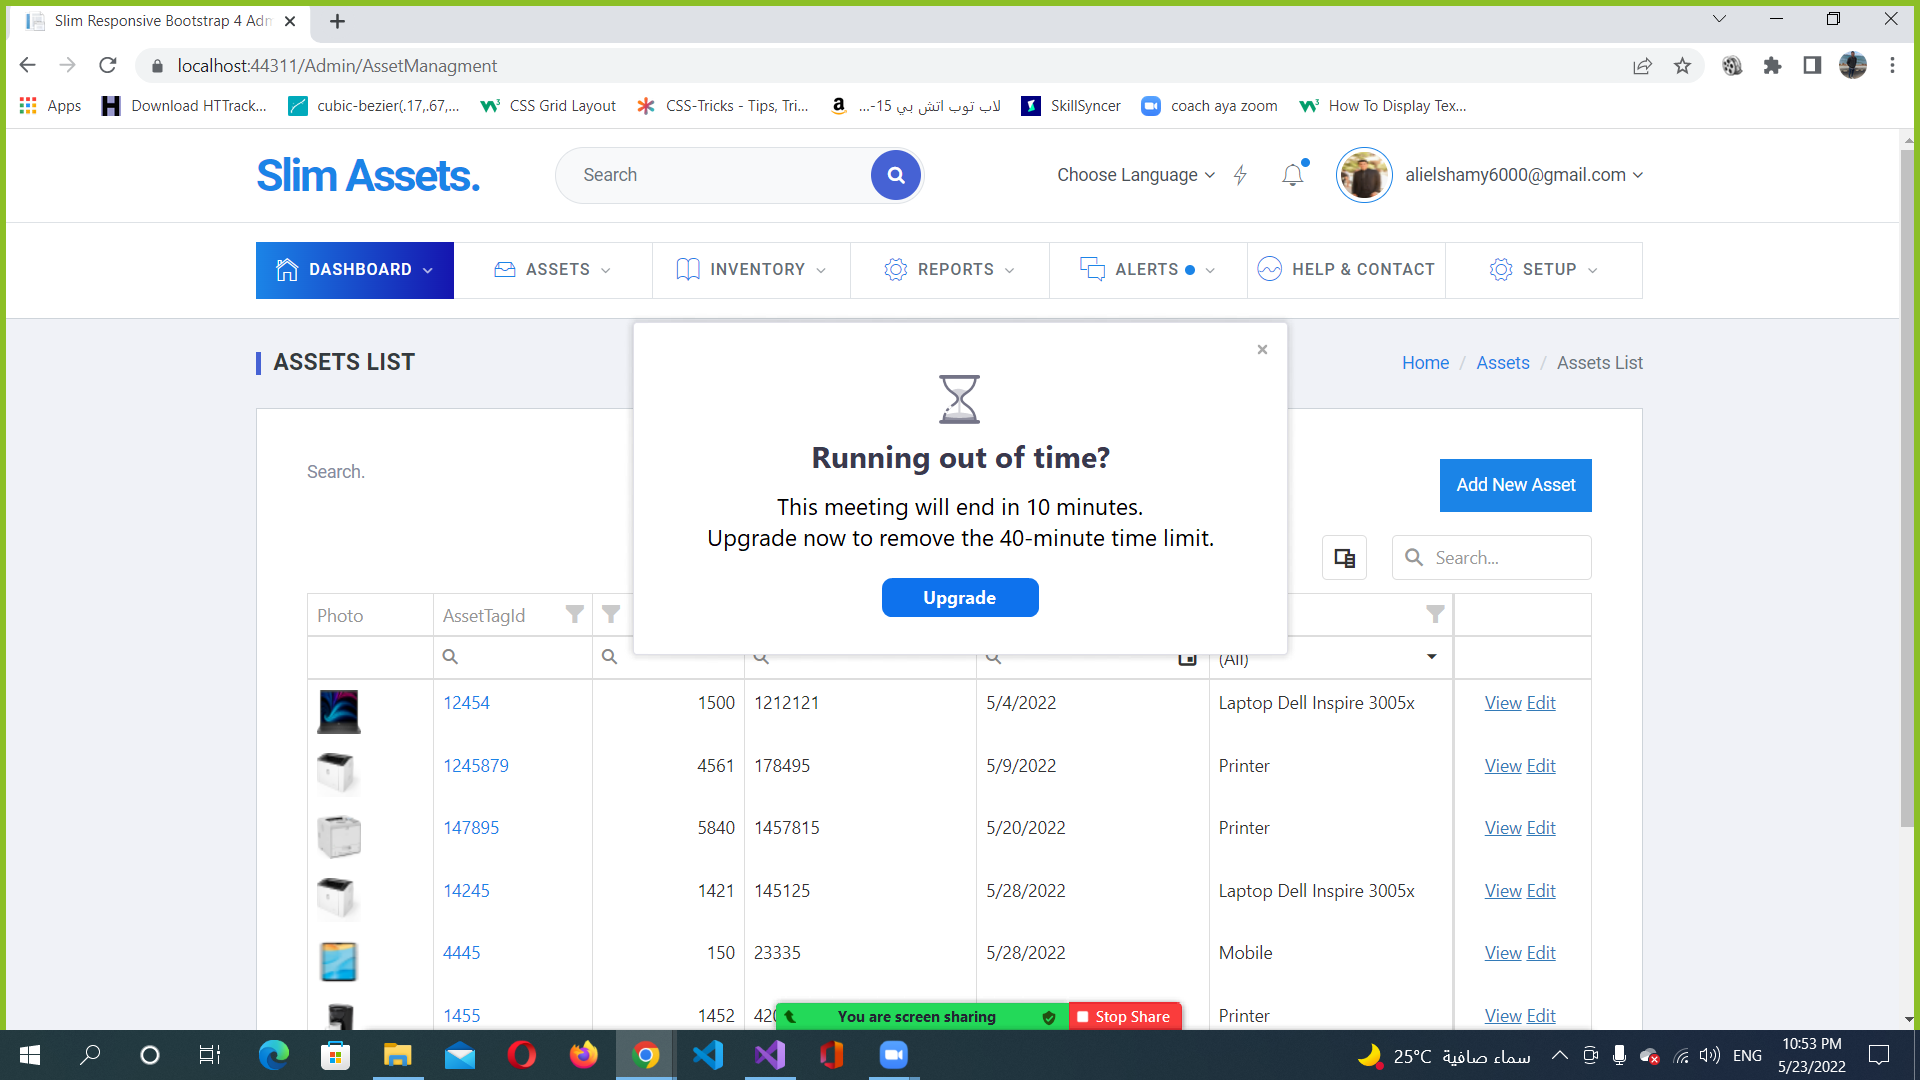 Slim Responsive Bootstrap 4 Adm
localhost:44311/Admin/AssetManagment
Apps
Download HTTrack...
cubic-bezier(.17,.67,...
CSS Grid Layout
CSS-Tricks - Tips, Tri...
لاب توب اتش بي 15-...
SkillSyncer
coach aya zoom
How To Display Tex...
Slim Assets.
Search
Choose Language
alielshamy6000@gmail.com
DASHBOARD
ASSETS
INVENTORY
REPORTS
ALERTS
HELP & CONTACT
SETUP
ASSETS LIST
Home / Assets / Assets List
Running out of time?
This meeting will end in 10 minutes.
Upgrade now to remove the 40-minute time limit.
Upgrade
Search.
Add New Asset
Search...
Photo AssetTagId
(All)
12454 1500 1212121 5/4/2022 Laptop Dell Inspire 3005x View Edit
1245879 4561 178495 5/9/2022 Printer View Edit
147895 5840 1457815 5/20/2022 Printer View Edit
14245 1421 145125 5/28/2022 Laptop Dell Inspire 3005x View Edit
4445 150 23335 5/28/2022 Mobile View Edit
1455 1452 420 Printer View Edit
You are screen sharing Stop Share
25°C سماء صافية
ENG
10:53 PM
5/23/2022